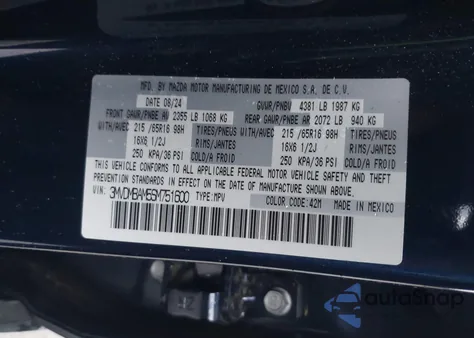 MFD. BY MAZDA MOTOR MANUFACTURING DE MEXICO S.A. DE C.V.
DATE 08/24 GVWR/PNBV 4381 LB 1987 KG
FRONT GAWR/PNBE AV 2355 LB 1068 KG REAR GAWR/PNBE AR 2072 LB 940 KG
WITH/AVEC 215 /65R16 98H TIRES/PNEUS WITH/AVEC 215 /65R16 98H TIRES/PNEUS
16X6 1/2J RIMS/JANTES 16X6 1/2J RIMS/JANTES
250 KPA/36 PSI COLD/A FROID 250 KPA/36 PSI COLD/A FROID
THIS VEHICLE CONFORMS TO ALL APPLICABLE FEDERAL MOTOR VEHICLE SAFETY AND THEFT
PREVENTION STANDARDS IN EFFECT ON THE DATE OF MANUFACTURE SHOWN ABOVE.
VIN: 3MVDMBAM5SM751600 TYPE:MPV COLOR CODE: 42M MADE IN MEXICO
autoSnap